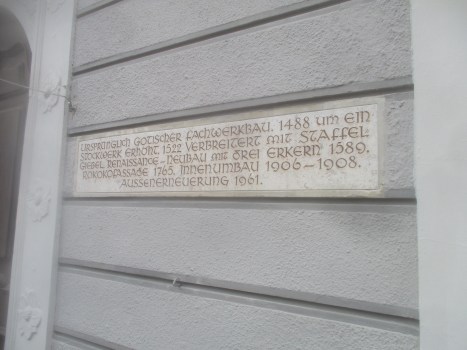 URSPRÜNGLICH GOTISCHER FACHWERKBAU. 1488 UM EIN
STOCKWERK ERHÖHT 1522 VERBREITERT MIT STAFFEL
GIEBEL RENAISSANCE-NEUBAU MIT DREI ERKERN 1589.
ROKOKOFASSADE 1765. INNENUMBAU 1906-1908.
AUSSENERNEUERUNG 1961.